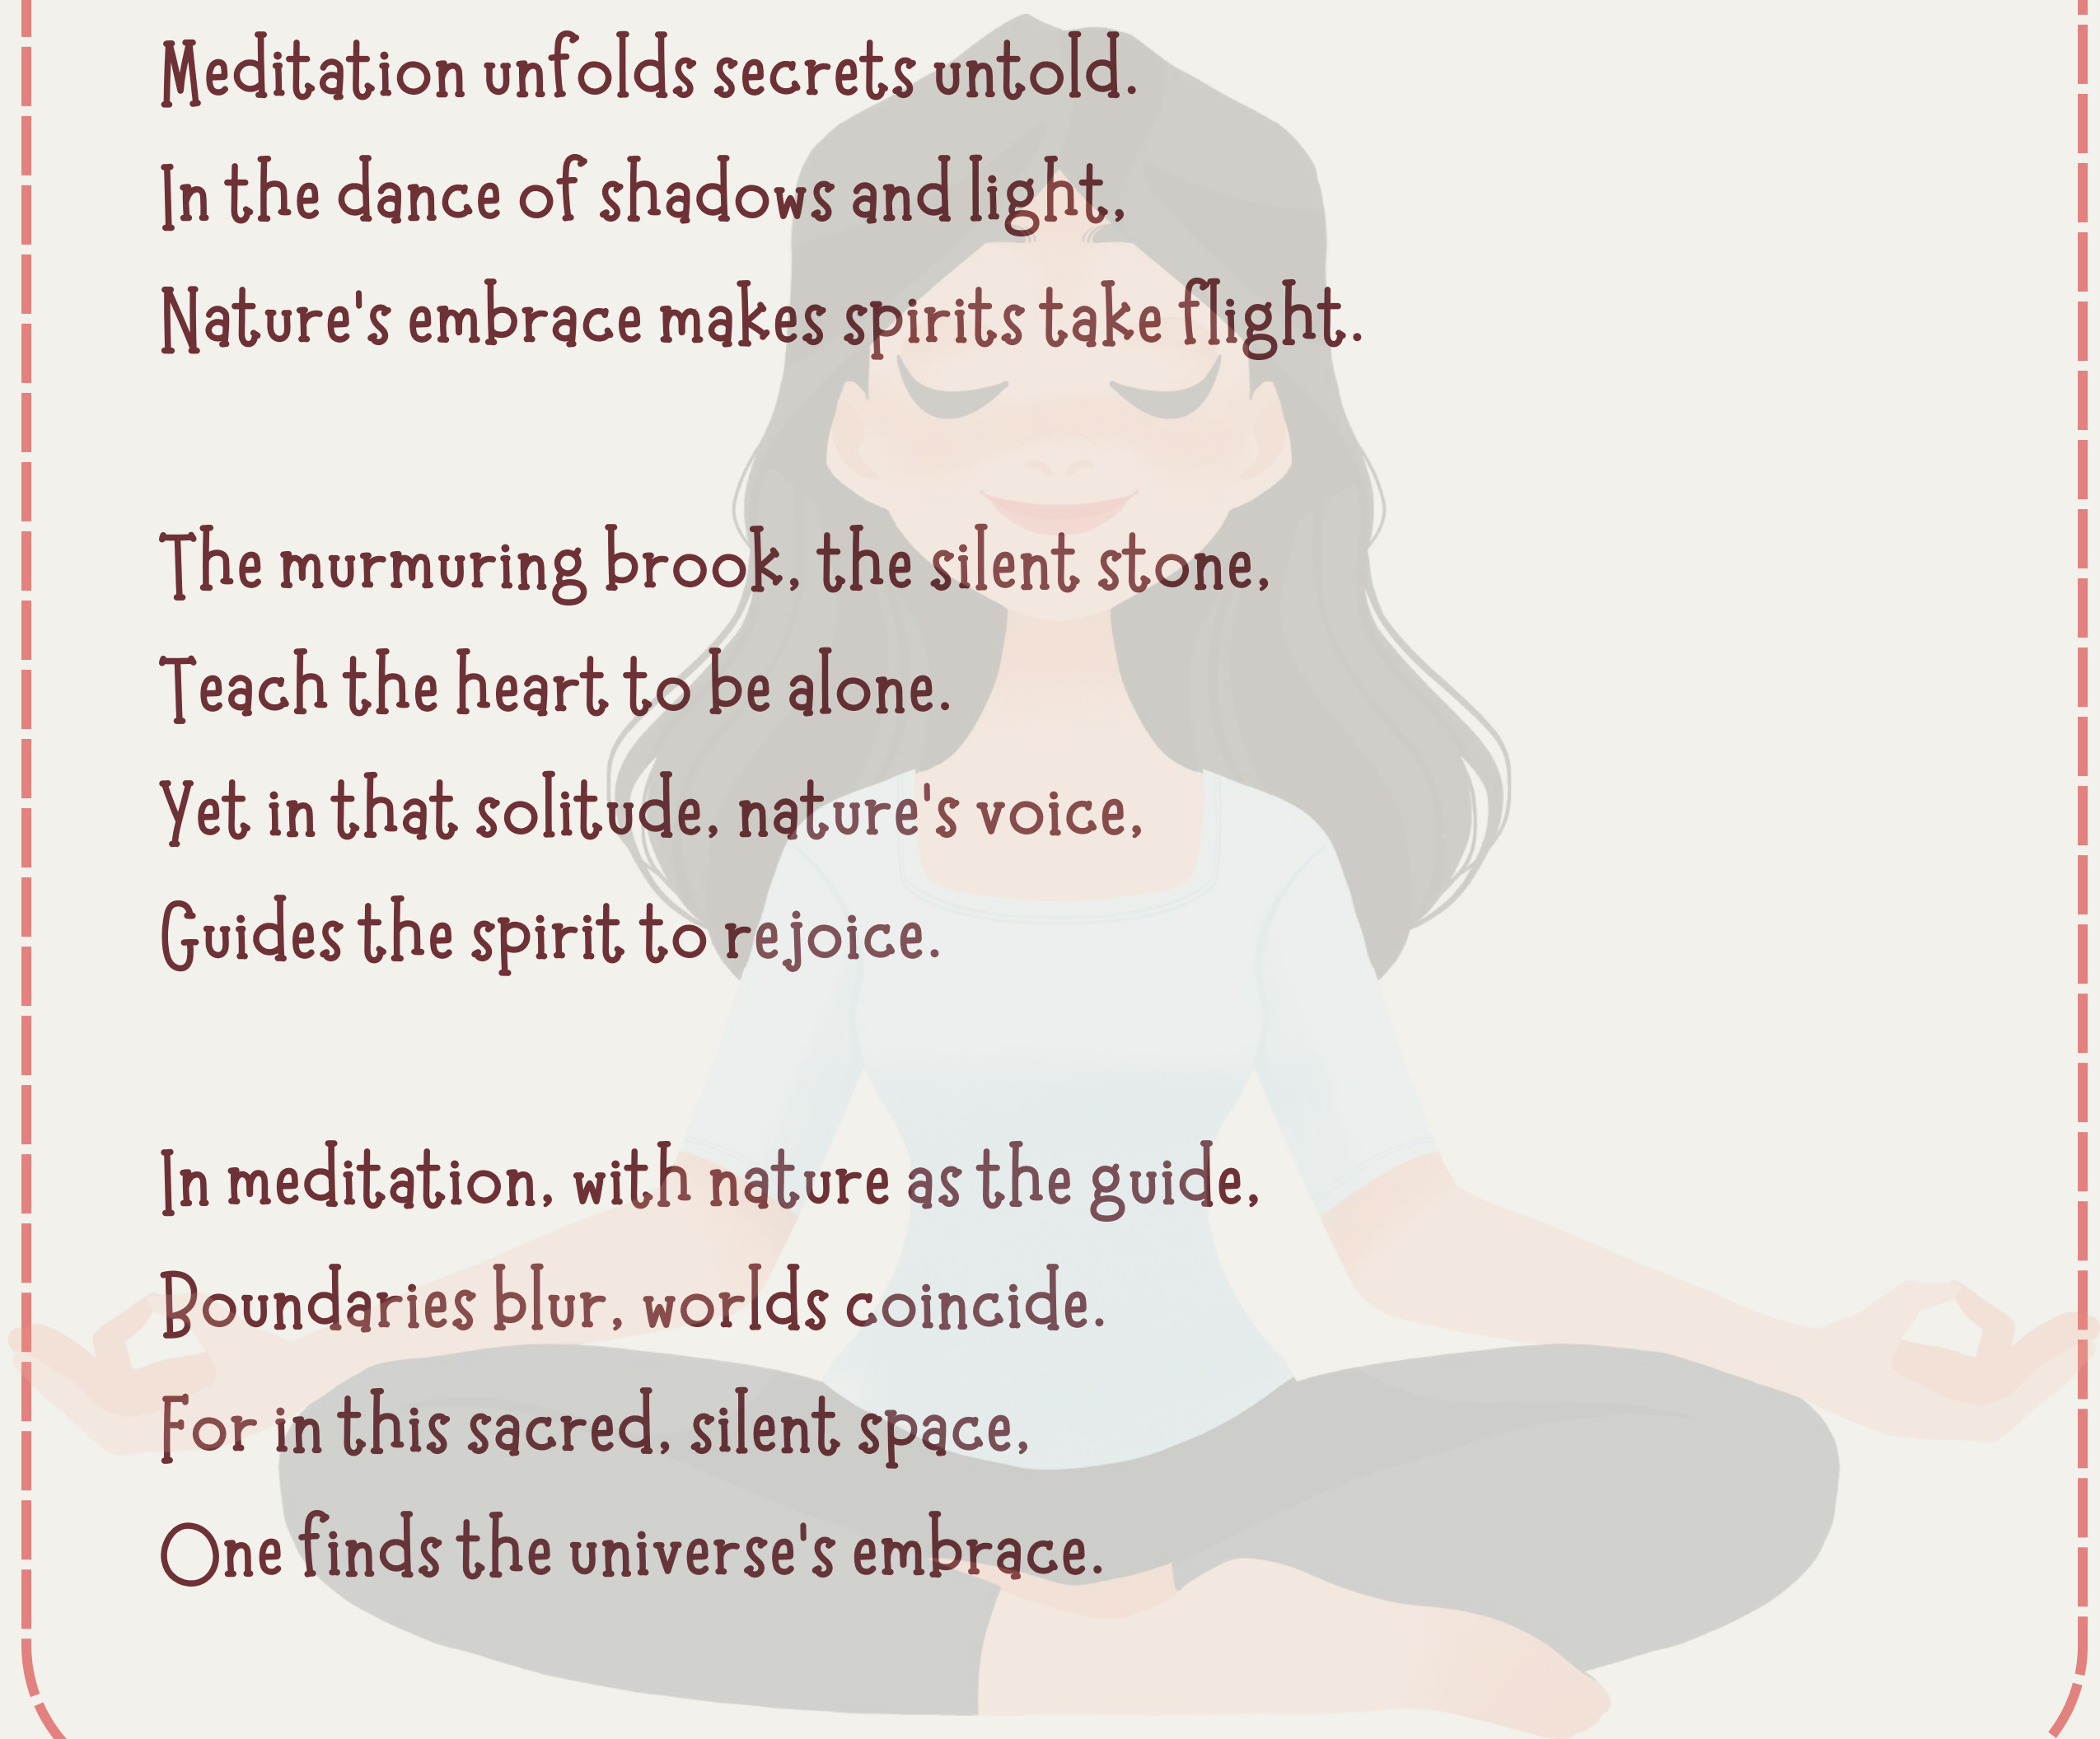 Meditation unfolds secrets untold.
In the dance of shadows and light,
Nature's embrace makes spirits take flight.
The murmuring brook, the silent stone,
Teach the heart to be alone.
Yet in that solitude, nature's voice,
Guides the spirit to rejoice.
In meditation, with nature as the guide,
Boundaries blur, worlds coincide.
For in this sacred, silent space,
One finds the universe's embrace.